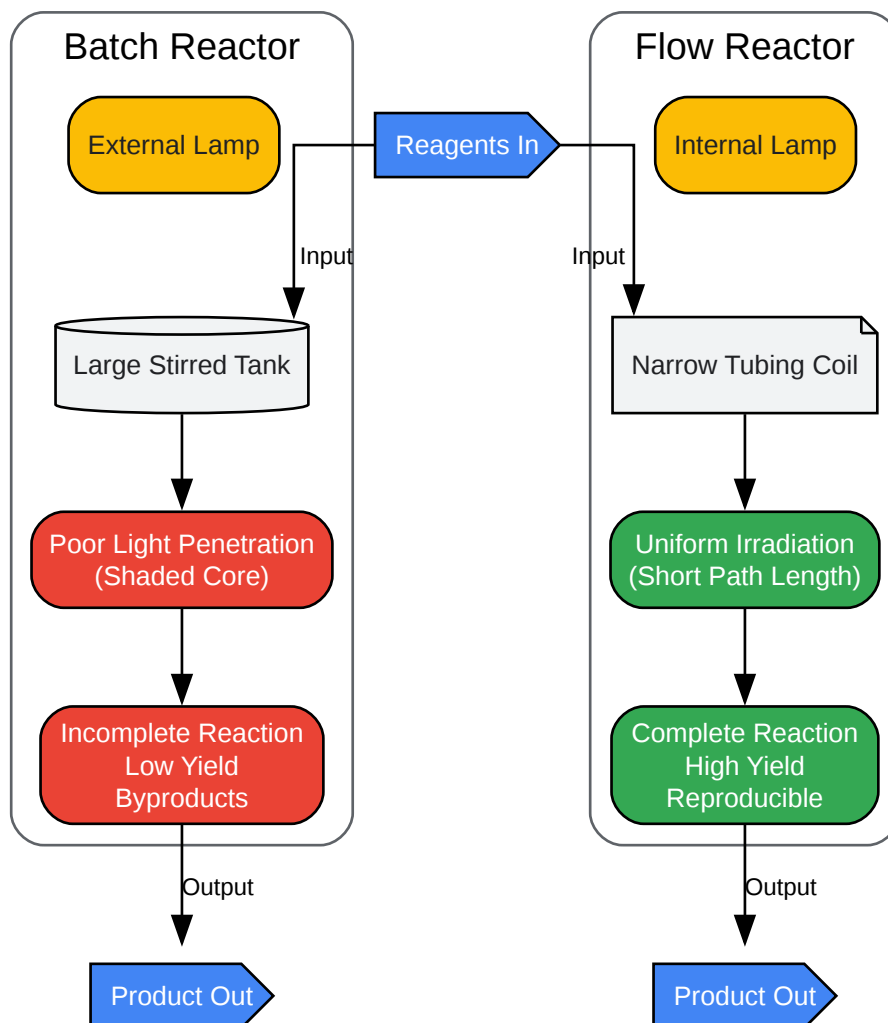 Batch Reactor
Flow Reactor
External Lamp
Reagents In
Internal Lamp
Input
Input
Large Stirred Tank
Narrow Tubing Coil
Poor Light Penetration
(Shaded Core)
Uniform Irradiation
(Short Path Length)
Incomplete Reaction
Low Yield
Byproducts
Complete Reaction
High Yield
Reproducible
Output
Output
Product Out
Product Out